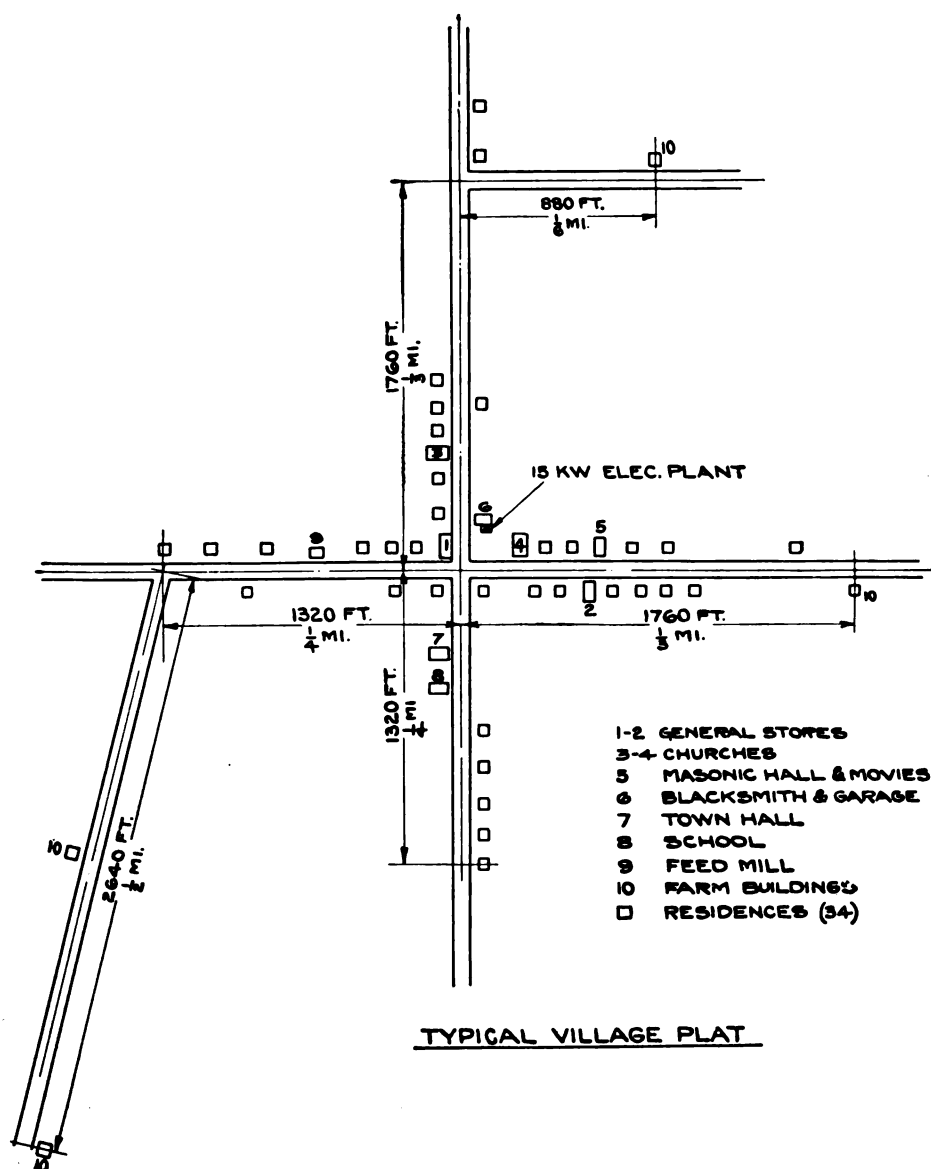 10
880 FT.
1/6 MI.
1760 FT.
1/3 MI.
15 KW ELEC. PLANT
6
3
9
1
4
5
2
10
1320 FT.
1/4 MI.
1760 FT.
1/3 MI.
7
8
1320 FT.
1/4 MI
10
2640 FT.
1/2 MI.
10
1-2 GENERAL STORES
3-4 CHURCHES
5 MASONIC HALL & MOVIES
6 BLACKSMITH & GARAGE
7 TOWN HALL
8 SCHOOL
9 FEED MILL
10 FARM BUILDINGS
□ RESIDENCES (34)
TYPICAL VILLAGE PLAT